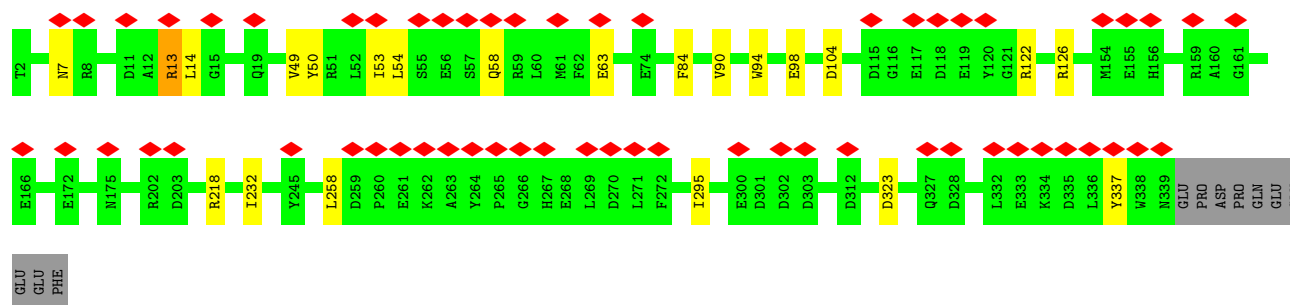 T2 N7 R8 D11 A12 R13 L14 G15 Q19 V49 Y50 R51 L52 I53 L54 S55 E56 S57 Q58 R59 L60 M61 F62 E63 E74 F84 V90 W94 E98 D104 D115 G116 E117 D118 E119 Y120 G121 R122 R126 M154 E155 H156 R159 A160 G161
E166 E172 N175 R202 D203 R218 I232 Y245 L258 D259 P260 E261 K262 A263 Y264 P265 G266 H267 E268 L269 D270 L271 F272 I295 E300 D301 D302 D303 D312 D323 Q327 D328 L332 E333 K334 D335 L336 Y337 W338 N339 GLU PRO ASP PRO GLN GLU
GLU GLU PHE